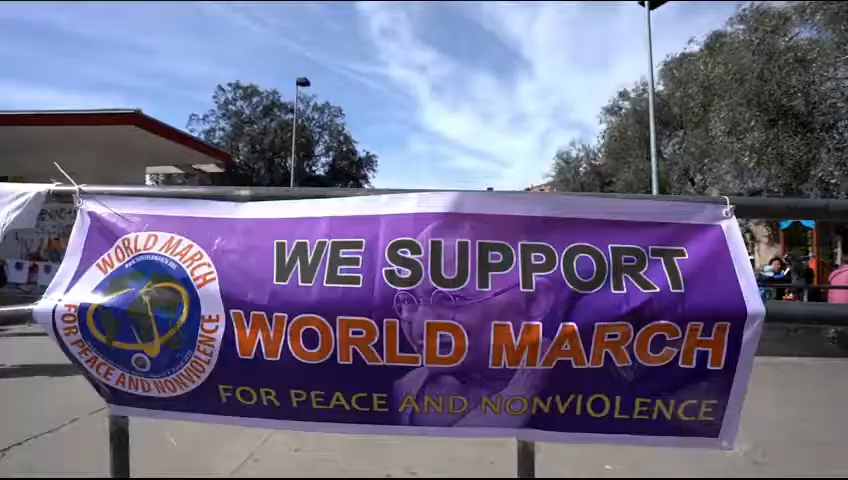 WE SUPPORT
WORLD MARCH
FOR PEACE AND NONVIOLENCE
WORLD MARCH
FOR PEACE AND NONVIOLENCE